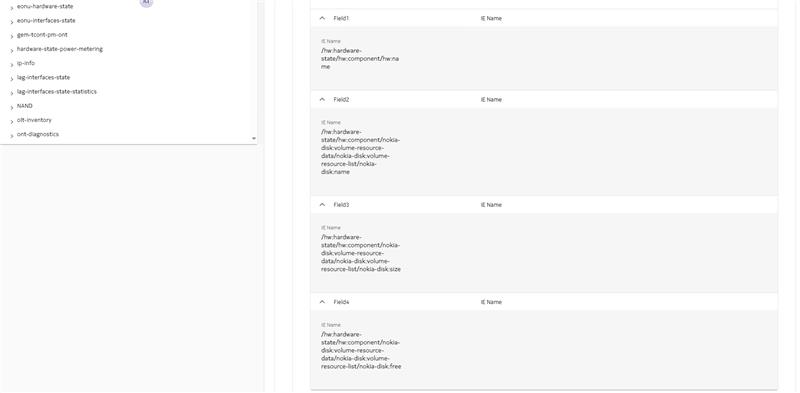 eonu-hardware-state
eonu-interfaces-state
gem-tcont-pm-ont
hardware-state-power-metering
ip-info
lag-interfaces-state
lag-interfaces-state-statistics
NAND
olt-inventory
ont-diagnostics
Field1 IE Name
IE Name
/hw:hardware-
state/hw:component/hw:na
me
Field2 IE Name
IE Name
/hw:hardware-
state/hw:component/nokia-
disk:volume-resource-
data/nokia-disk:volume-
resource-list/nokia-
disk:name
Field3 IE Name
IE Name
/hw:hardware-
state/hw:component/nokia-
disk:volume-resource-
data/nokia-disk:volume-
resource-list/nokia-disk:size
Field4 IE Name
IE Name
/hw:hardware-
state/hw:component/nokia-
disk:volume-resource-
data/nokia-disk:volume-
resource-list/nokia-disk:free